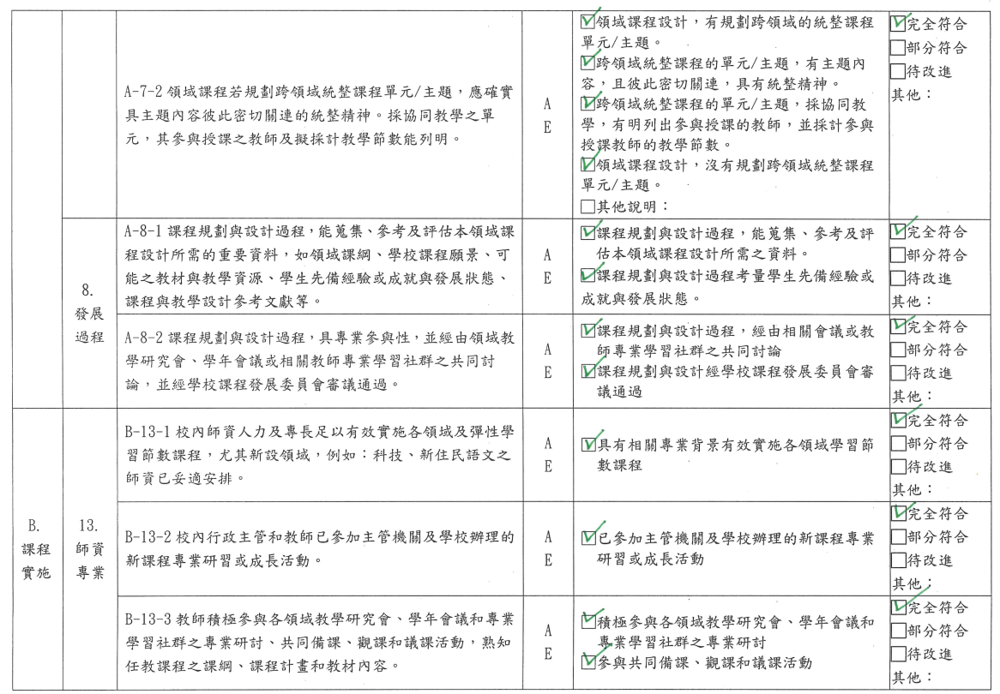 A-7-2 領域課程若規劃跨領域統整課程單元/主題，應確實
具主題內容彼此密切關連的統整精神。採協同教學之單
元，其參與授課之教師及擬採計教學節數能列明。
A
E
☑領域課程設計，有規劃跨領域的統整課程
單元/主題。
☑跨領域統整課程的單元/主題，有主題內
容，且彼此密切關連，具有統整精神。
☑跨領域統整課程的單元/主題，採協同教
學，有明列出參與授課的教師，並採計參與
授課教師的教學節數。
☑領域課程設計，沒有規劃跨領域統整課程
單元/主題。
□其他說明：
☑完全符合
□部分符合
□待改進
其他：
8.
發展
過程
A-8-1 課程規劃與設計過程，能蒐集、參考及評估本領域課
程設計所需的重要資料，如領域課綱、學校課程願景、可
能之教材與教學資源、學生先備經驗或成就與發展狀態、
課程與教學設計參考文獻等。
A
E
☑課程規劃與設計過程，能蒐集、參考及評
估本領域課程設計所需之資料。
☑課程規劃與設計過程考量學生先備經驗或
成就與發展狀態。
☑完全符合
□部分符合
□待改進
其他：
A-8-2 課程規劃與設計過程，具專業參與性，並經由領域教
學研究會、學年會議或相關教師專業學習社群之共同討
論，並經學校課程發展委員會審議通過。
A
E
☑課程規劃與設計過程，經由相關會議或教
師專業學習社群之共同討論
☑課程規劃與設計經學校課程發展委員會審
議通過
☑完全符合
□部分符合
□待改進
其他：
B.
課程
實施
13.
師資
專業
B-13-1 校內師資人力及專長足以有效實施各領域及彈性學
習節數課程，尤其新設領域，例如：科技、新住民語文之
師資已妥適安排。
A
E
☑具有相關專業背景有效實施各領域學習節
數課程
☑完全符合
□部分符合
□待改進
其他：
B-13-2 校內行政主管和教師已參加主管機關及學校辦理的
新課程專業研習或成長活動。
A
E
☑已參加主管機關及學校辦理的新課程專業
研習或成長活動
☑完全符合
□部分符合
□待改進
其他：
B-13-3 教師積極參與各領域教學研究會、學年會議和專業
學習社群之專業研討、共同備課、觀課和議課活動，熟知
任教課程之課綱、課程計畫和教材內容。
A
E
☑積極參與各領域教學研究會、學年會議和
專業學習社群之專業研討
☑參與共同備課、觀課和議課活動
☑完全符合
□部分符合
□待改進
其他：